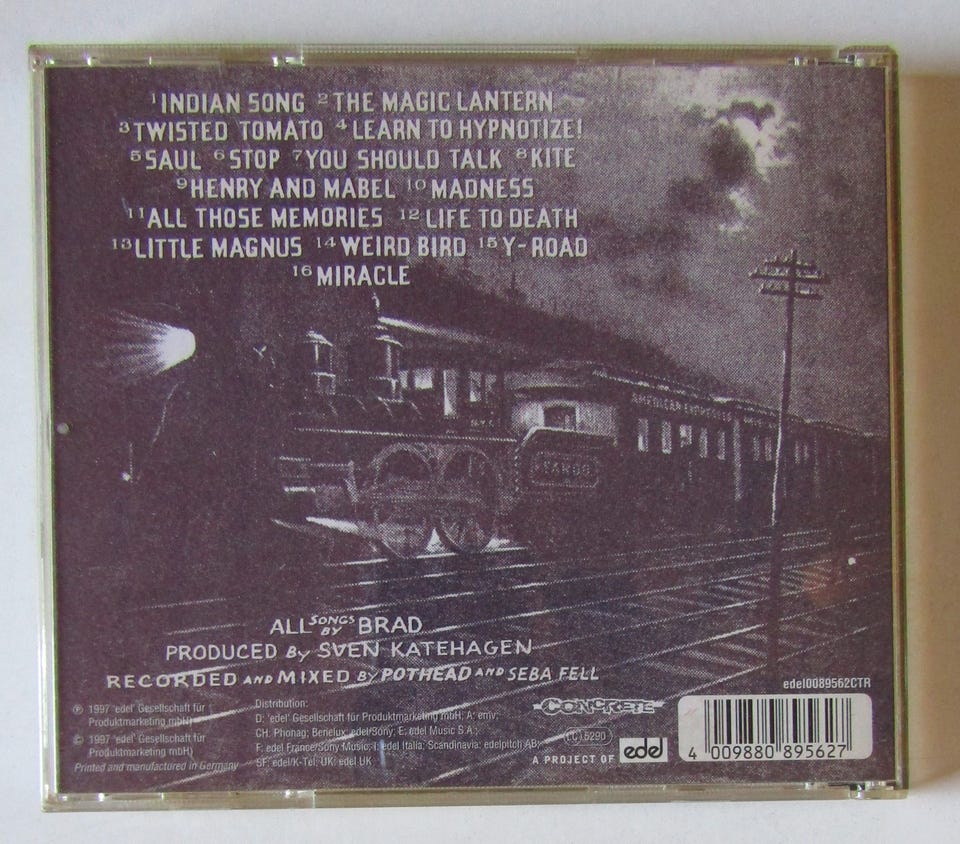 1 INDIAN SONG 2 THE MAGIC LANTERN
3 TWISTED TOMATO 4 LEARN TO HYPNOTIZE!
5 SAUL 6 STOP 7 YOU SHOULD TALK 8 KITE
9 HENRY AND MABEL 10 MADNESS
11 ALL THOSE MEMORIES 12 LIFE TO DEATH
13 LITTLE MAGNUS 14 WEIRD BIRD 15 Y-ROAD
16 MIRACLE
AMERICAN EXPRESS
ALL SONGS BY BRAD
PRODUCED By SVEN KATEHAGEN
RECORDED AND MIXED By POTHEAD AND SEBA FELL
edel0089562CTR
℗ 1997 'edel' Gesellschaft für
Produktmarketing mbH)
© 1997 'edel' Gesellschaft für
Produktmarketing mbH)
Printed and manufactured in Germany
Distribution:
D: 'edel' Gesellschaft für Produktmarketing mbH; A: emv;
CH: Phonag; Benelux: edel/Sony; E: edel Music S.A.;
F: edel France/Sony Music; I: edel Italia; Scandinavia: edelpitch AB;
SF: edel/K-Tel; UK: edel UK
CONCRETE
LC 5290
A PROJECT OF edel
4 009880 895627